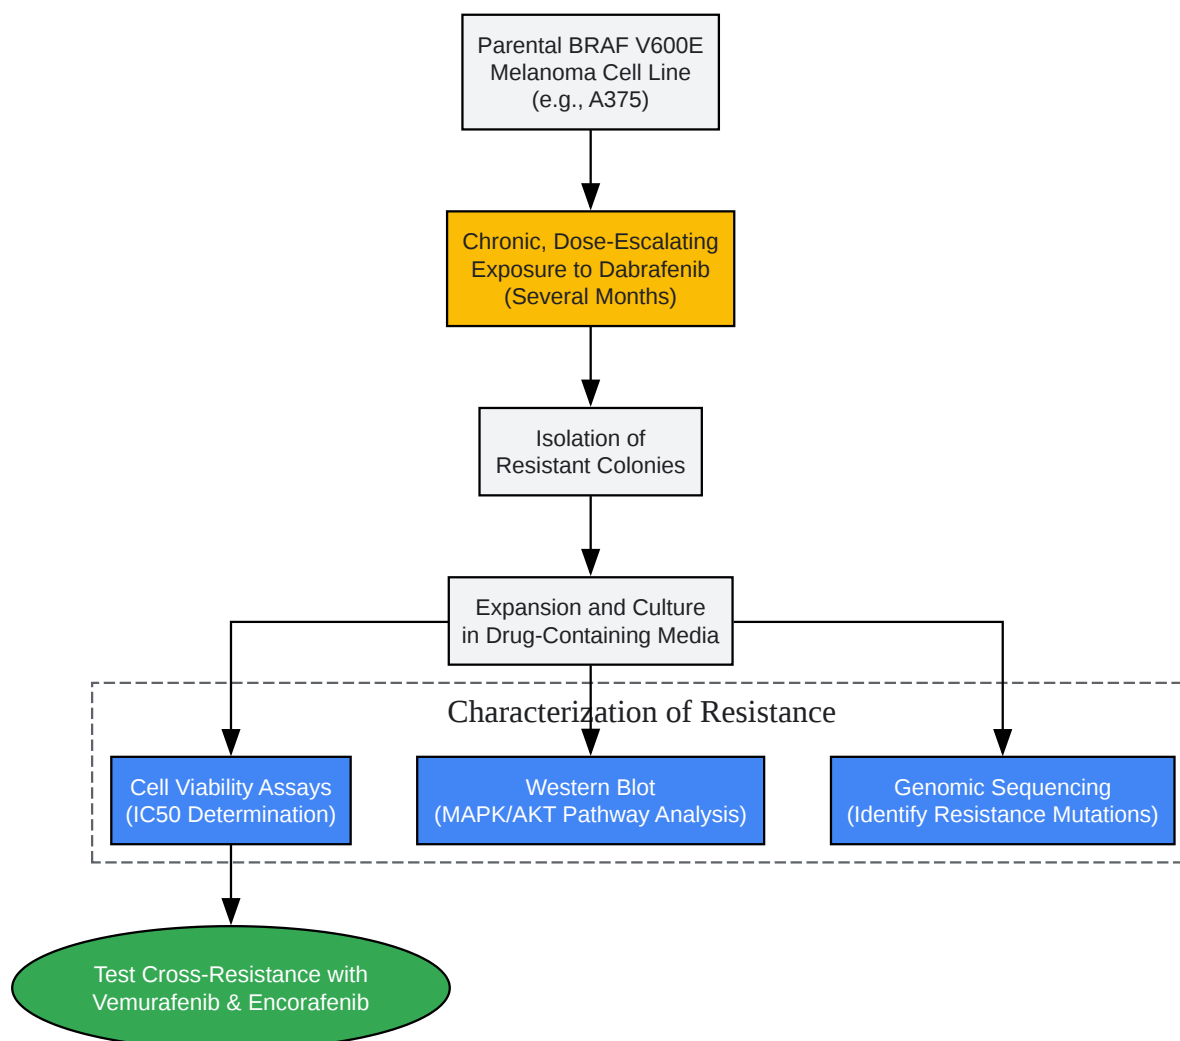 Parental BRAF V600E
Melanoma Cell Line
(e.g., A375)
Chronic, Dose-Escalating
Exposure to Dabrafenib
(Several Months)
Isolation of
Resistant Colonies
Expansion and Culture
in Drug-Containing Media
Characterization of Resistance
Cell Viability Assays
(IC50 Determination)
Western Blot
(MAPK/AKT Pathway Analysis)
Genomic Sequencing
(Identify Resistance Mutations)
Test Cross-Resistance with
Vemurafenib & Encorafenib